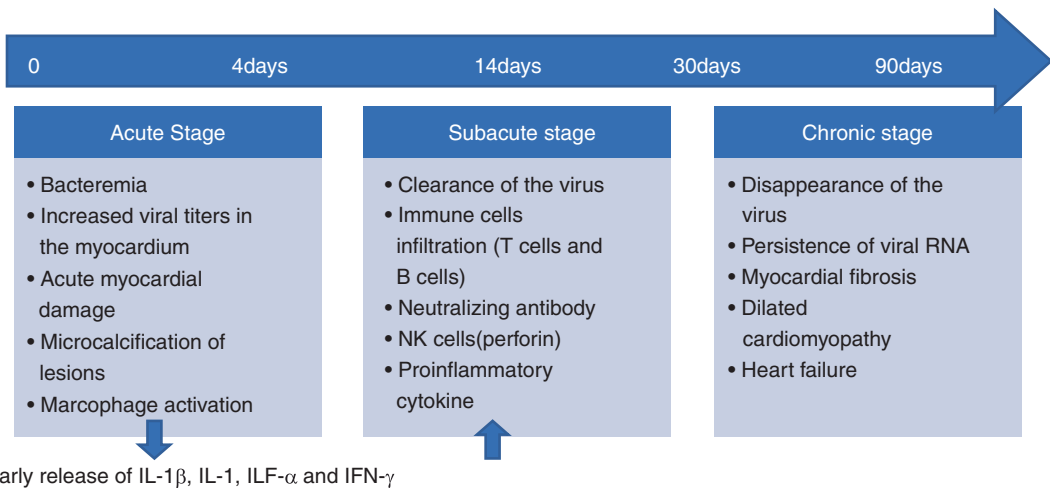 0 4days 14days 30days 90days
Acute Stage
• Bacteremia
• Increased viral titers in
the myocardium
• Acute myocardial
damage
• Microcalcification of
lesions
• Marcophage activation
Subacute stage
• Clearance of the virus
• Immune cells
infiltration (T cells and
B cells)
• Neutralizing antibody
• NK cells(perforin)
• Proinflammatory
cytokine
Chronic stage
• Disappearance of the
virus
• Persistence of viral RNA
• Myocardial fibrosis
• Dilated
cardiomyopathy
• Heart failure
arly release of IL-1β, IL-1, ILF-α and IFN-γ